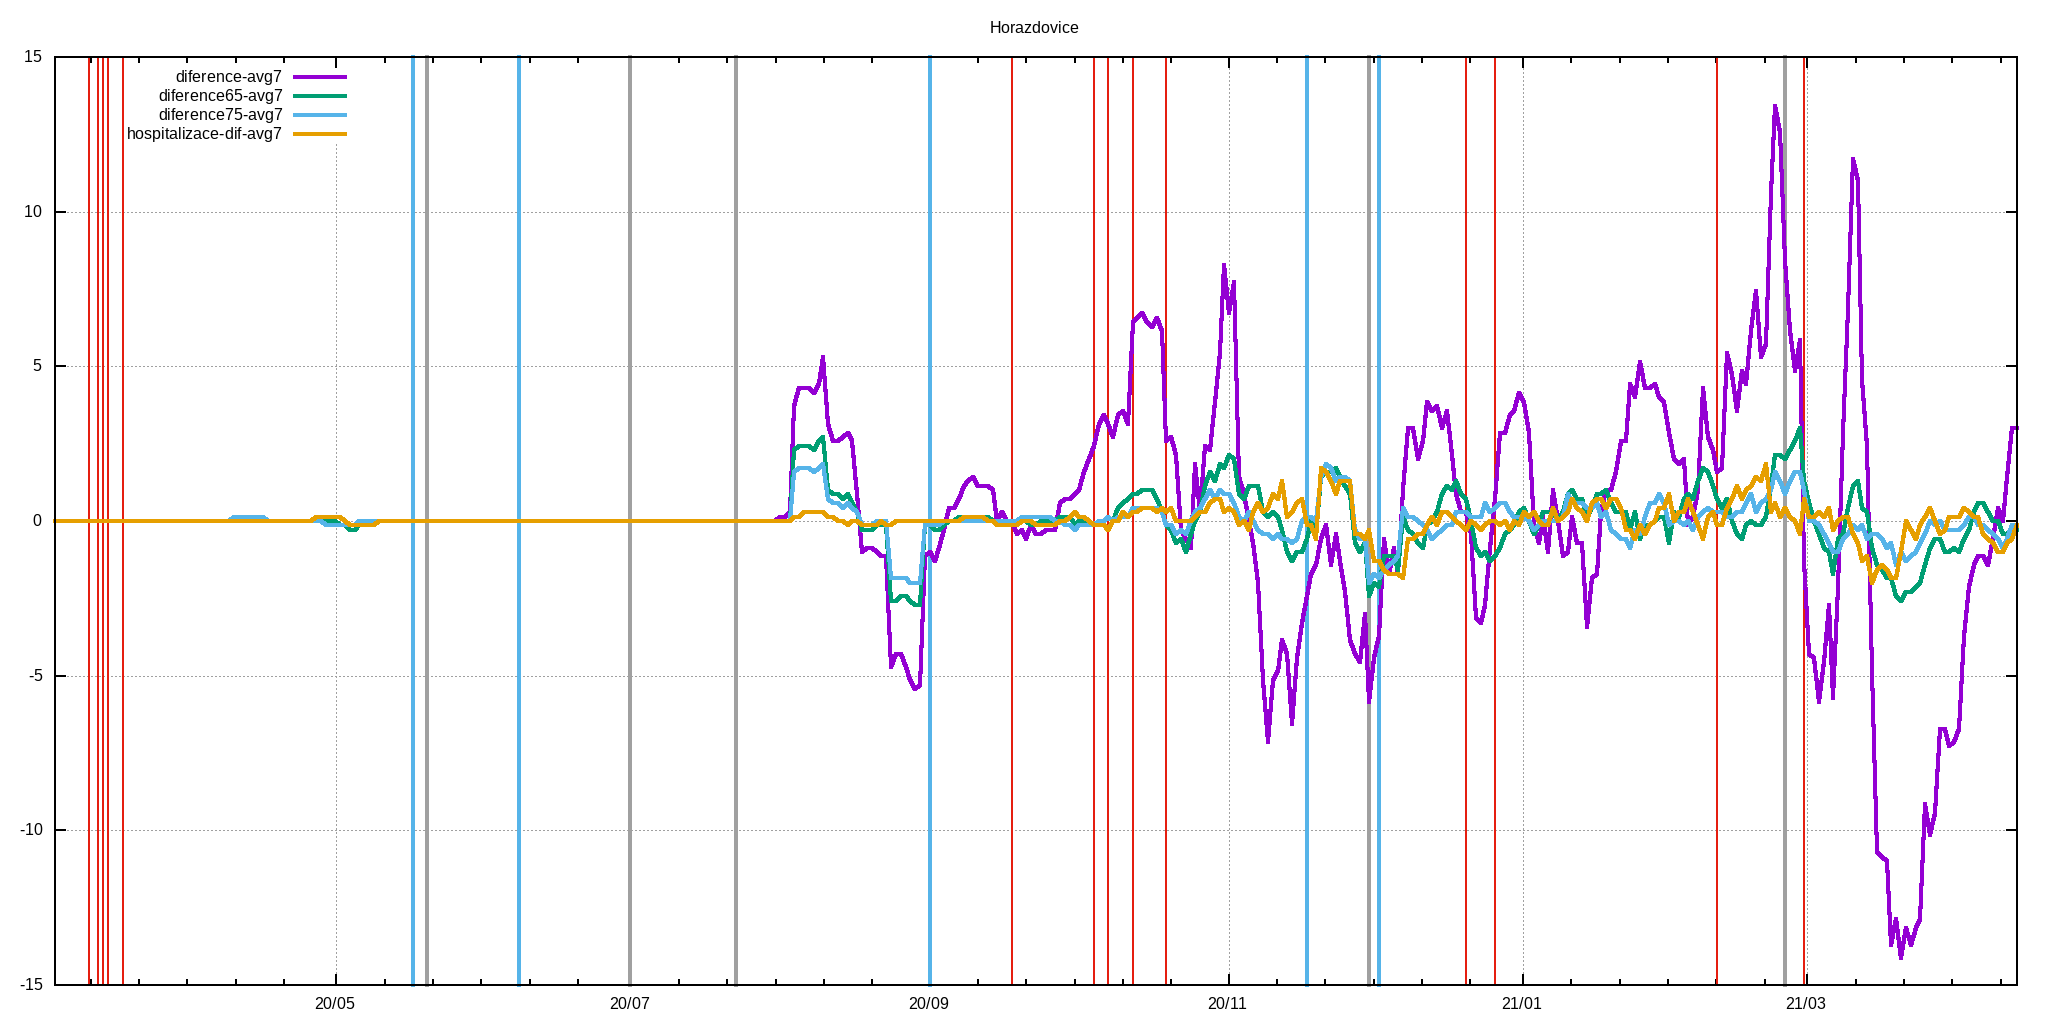 Horazdovice
15
diference-avg7
diference65-avg7
diference75-avg7
hospitalizace-dif-avg7
10
5
0
-5
-10
-15
20/05 20/07 20/09 20/11 21/01 21/03